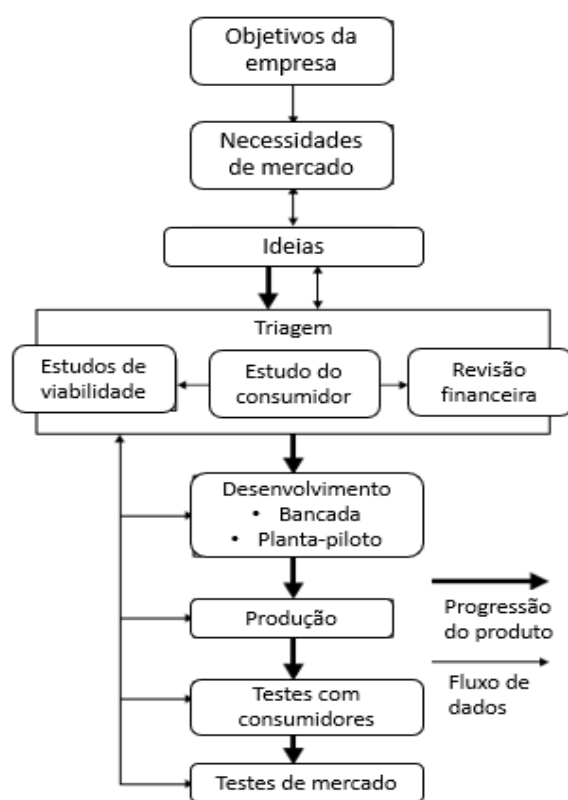 Objetivos da
empresa
Necessidades
de mercado
Ideias
Triagem
Estudos de
viabilidade
Estudo do
consumidor
Revisão
financeira
Desenvolvimento
• Bancada
• Planta-piloto
Produção
Progressão
do produto
Testes com
consumidores
Fluxo de
dados
Testes de mercado